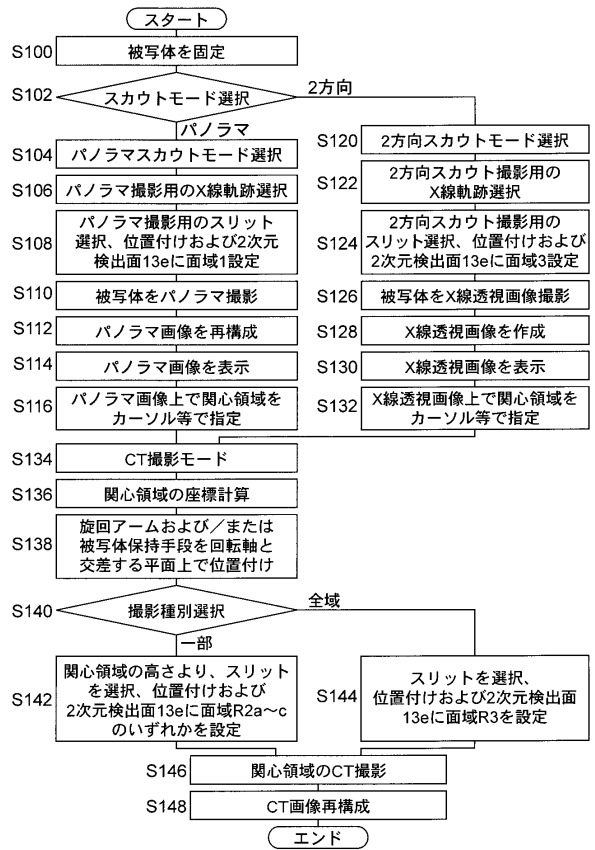 スタート
S100
被写体を固定
S102
スカウトモード選択
2方向
パノラマ
S104
パノラマスカウトモード選択
S106
パノラマ撮影用のX線軌跡選択
S108
パノラマ撮影用のスリット
選択、位置付けおよび2次元
検出面13eに面域1設定
S110
被写体をパノラマ撮影
S112
パノラマ画像を再構成
S114
パノラマ画像を表示
S116
パノラマ画像上で関心領域を
カーソル等で指定
S120
2方向スカウトモード選択
S122
2方向スカウト撮影用の
X線軌跡選択
S124
2方向スカウト撮影用の
スリット選択、位置付けおよび
2次元検出面13eに面域3設定
S126
被写体をX線透視画像撮影
S128
X線透視画像を作成
S130
X線透視画像を表示
S132
X線透視画像上で関心領域を
カーソル等で指定
S134
CT撮影モード
S136
関心領域の座標計算
S138
旋回アームおよび/または
被写体保持手段を回転軸と
交差する平面上で位置付け
S140
撮影種別選択
全域
一部
S142
関心領域の高さより、スリット
を選択、位置付けおよび
2次元検出面13eに面域R2a~c
のいずれかを設定
S144
スリットを選択、
位置付けおよび2次元検出面
13eに面域R3を設定
S146
関心領域のCT撮影
S148
CT画像再構成
エンド